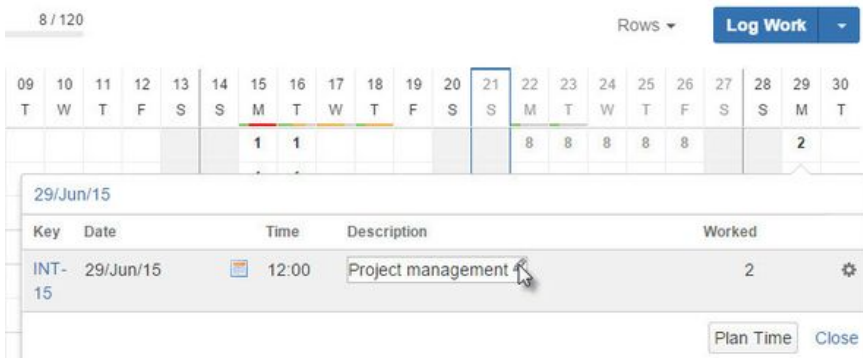 8 / 120
Rows Log Work
09 10 11 12 13 14 15 16 17 18 19 20 21 22 23 24 25 26 27 28 29 30
T W T F S S M T W T F S S M T W T F S S M T
1 1 8 8 8 8 8 2
29/Jun/15
Key Date Time Description Worked
INT- 29/Jun/15 12:00 Project management 2
15
Plan Time Close